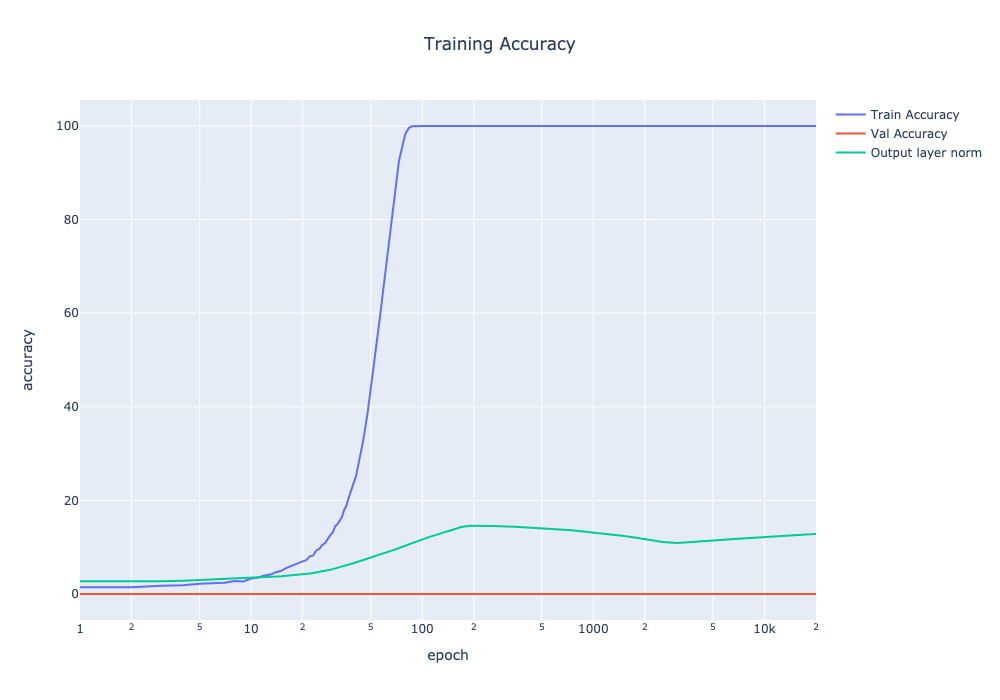 Training Accuracy
Train Accuracy
Val Accuracy
Output layer norm
accuracy
100
80
60
40
20
0
1 2 5 10 2 5 100 2 5 1000 2 5 10k 2
epoch